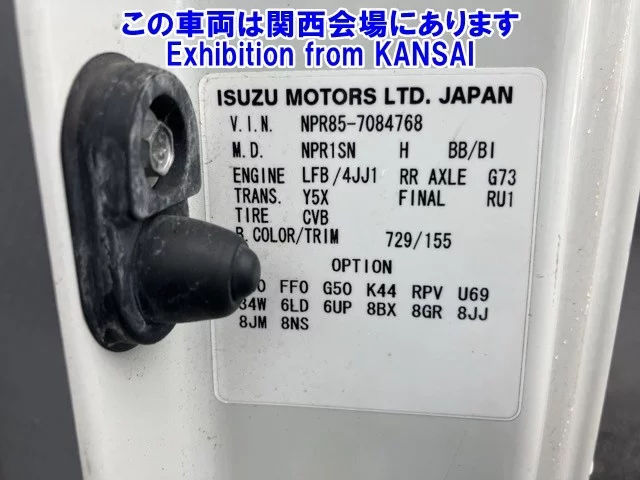 この車両は関西会場にあります
Exhibition from KANSAI
ISUZU MOTORS LTD. JAPAN
V.I.N. NPR85-7084768
M.D. NPR1SN H BB/BI
ENGINE LFB/4JJ1 RR AXLE G73
TRANS. Y5X FINAL RU1
TIRE CVB
B.COLOR/TRIM 729/155
OPTION
FF0 G50 K44 RPV U69
6LD 6UP 8BX 8GR 8JJ
8JM 8NS